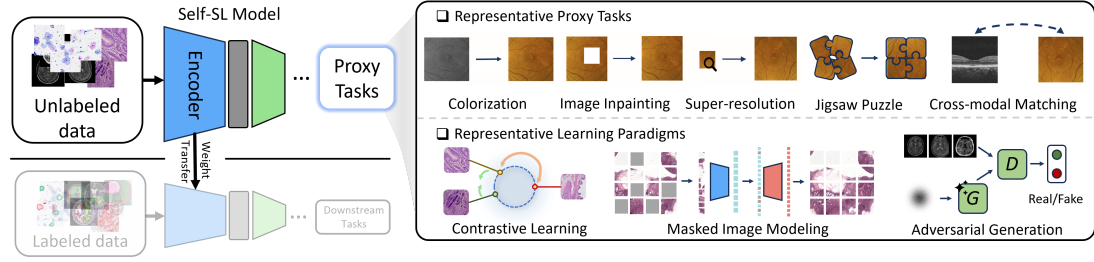 Self-SL Model
Unlabeled
data
Encoder
...
Proxy
Tasks
Weight
Transfer
Labeled data
...
Downstream
Tasks
❑ Representative Proxy Tasks
Colorization
Image Inpainting
Super-resolution
Jigsaw Puzzle
Cross-modal Matching
❑ Representative Learning Paradigms
Contrastive Learning
Masked Image Modeling
D
G
Real/Fake
Adversarial Generation